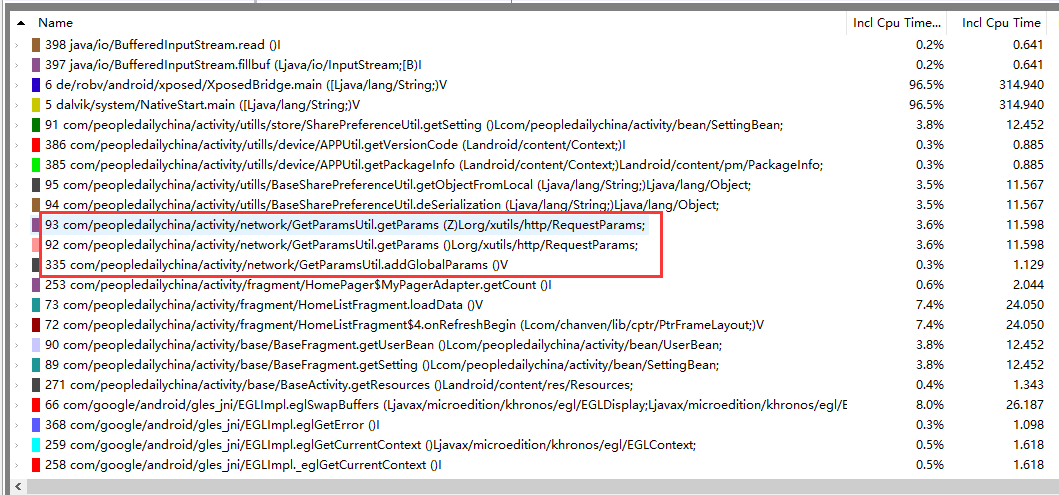 Name Incl Cpu Time... Incl Cpu Time
398 java/io/BufferedInputStream.read ()I 0.2% 0.641
397 java/io/BufferedInputStream.fillbuf (Ljava/io/InputStream;[B)I 0.2% 0.641
6 de/robv/android/xposed/XposedBridge.main ([Ljava/lang/String;)V 96.5% 314.940
5 dalvik/system/NativeStart.main ([Ljava/lang/String;)V 96.5% 314.940
91 com/peopledailychina/activity/utills/store/SharePreferenceUtil.getSetting ()Lcom/peopledailychina/activity/bean/SettingBean; 3.8% 12.452
386 com/peopledailychina/activity/utills/device/APPUtil.getVersionCode (Landroid/content/Context;)I 0.3% 0.885
385 com/peopledailychina/activity/utills/device/APPUtil.getPackageInfo (Landroid/content/Context;)Landroid/content/pm/PackageInfo; 0.3% 0.885
95 com/peopledailychina/activity/utills/BaseSharePreferenceUtil.getObjectFromLocal (Ljava/lang/String;)Ljava/lang/Object; 3.5% 11.567
94 com/peopledailychina/activity/utills/BaseSharePreferenceUtil.deSerialization (Ljava/lang/String;)Ljava/lang/Object; 3.5% 11.567
93 com/peopledailychina/activity/network/GetParamsUtil.getParams (Z)Lorg/xutils/http/RequestParams; 3.6% 11.598
92 com/peopledailychina/activity/network/GetParamsUtil.getParams ()Lorg/xutils/http/RequestParams; 3.6% 11.598
335 com/peopledailychina/activity/network/GetParamsUtil.addGlobalParams ()V 0.3% 1.129
253 com/peopledailychina/activity/fragment/HomePager$MyPagerAdapter.getCount ()I 0.6% 2.044
73 com/peopledailychina/activity/fragment/HomeListFragment.loadData ()V 7.4% 24.050
72 com/peopledailychina/activity/fragment/HomeListFragment$4.onRefreshBegin (Lcom/chanven/lib/cptr/PtrFrameLayout;)V 7.4% 24.050
90 com/peopledailychina/activity/base/BaseFragment.getUserBean ()Lcom/peopledailychina/activity/bean/UserBean; 3.8% 12.452
89 com/peopledailychina/activity/base/BaseFragment.getSetting ()Lcom/peopledailychina/activity/bean/SettingBean; 3.8% 12.452
271 com/peopledailychina/activity/base/BaseActivity.getResources ()Landroid/content/res/Resources; 0.4% 1.343
66 com/google/android/gles_jni/EGLImpl.eglSwapBuffers (Ljavax/microedition/khronos/egl/EGLDisplay;Ljavax/microedition/khronos/egl/E 8.0% 26.187
368 com/google/android/gles_jni/EGLImpl.eglGetError ()I 0.3% 1.098
259 com/google/android/gles_jni/EGLImpl.eglGetCurrentContext ()Ljavax/microedition/khronos/egl/EGLContext; 0.5% 1.618
258 com/google/android/gles_jni/EGLImpl._eglGetCurrentContext ()I 0.5% 1.618